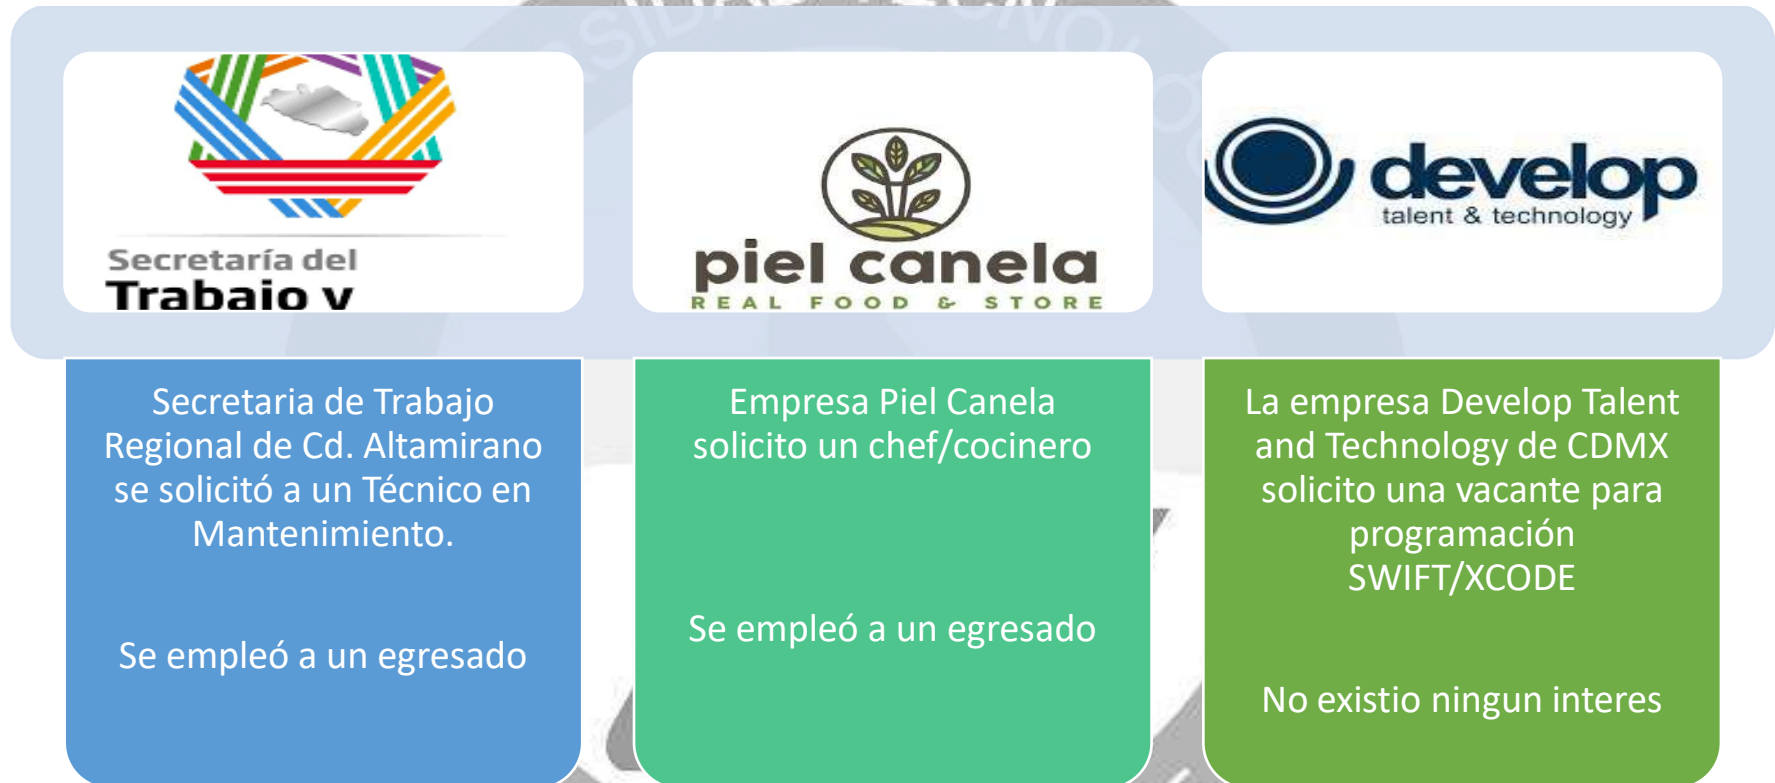 Secretaría del
Trabajo y
piel canela
REAL FOOD & STORE
develop
talent & technology
Secretaria de Trabajo
Regional de Cd. Altamirano
se solicitó a un Técnico en
Mantenimiento.
Se empleó a un egresado
Empresa Piel Canela
solicito un chef/cocinero
Se empleó a un egresado
La empresa Develop Talent
and Technology de CDMX
solicito una vacante para
programación
SWIFT/XCODE
No existio ningun interes